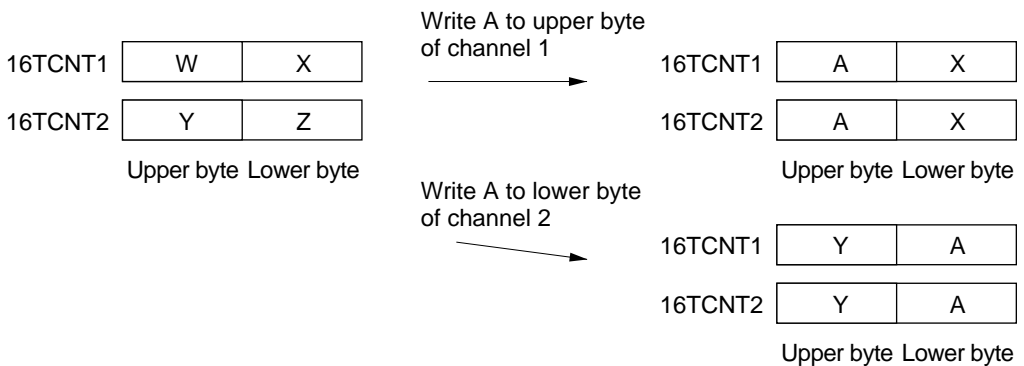 Write A to upper byte
of channel 1
16TCNT1 W X
16TCNT2 Y Z
Upper byte Lower byte
16TCNT1 A X
16TCNT2 A X
Upper byte Lower byte
Write A to lower byte
of channel 2
16TCNT1 Y A
16TCNT2 Y A
Upper byte Lower byte